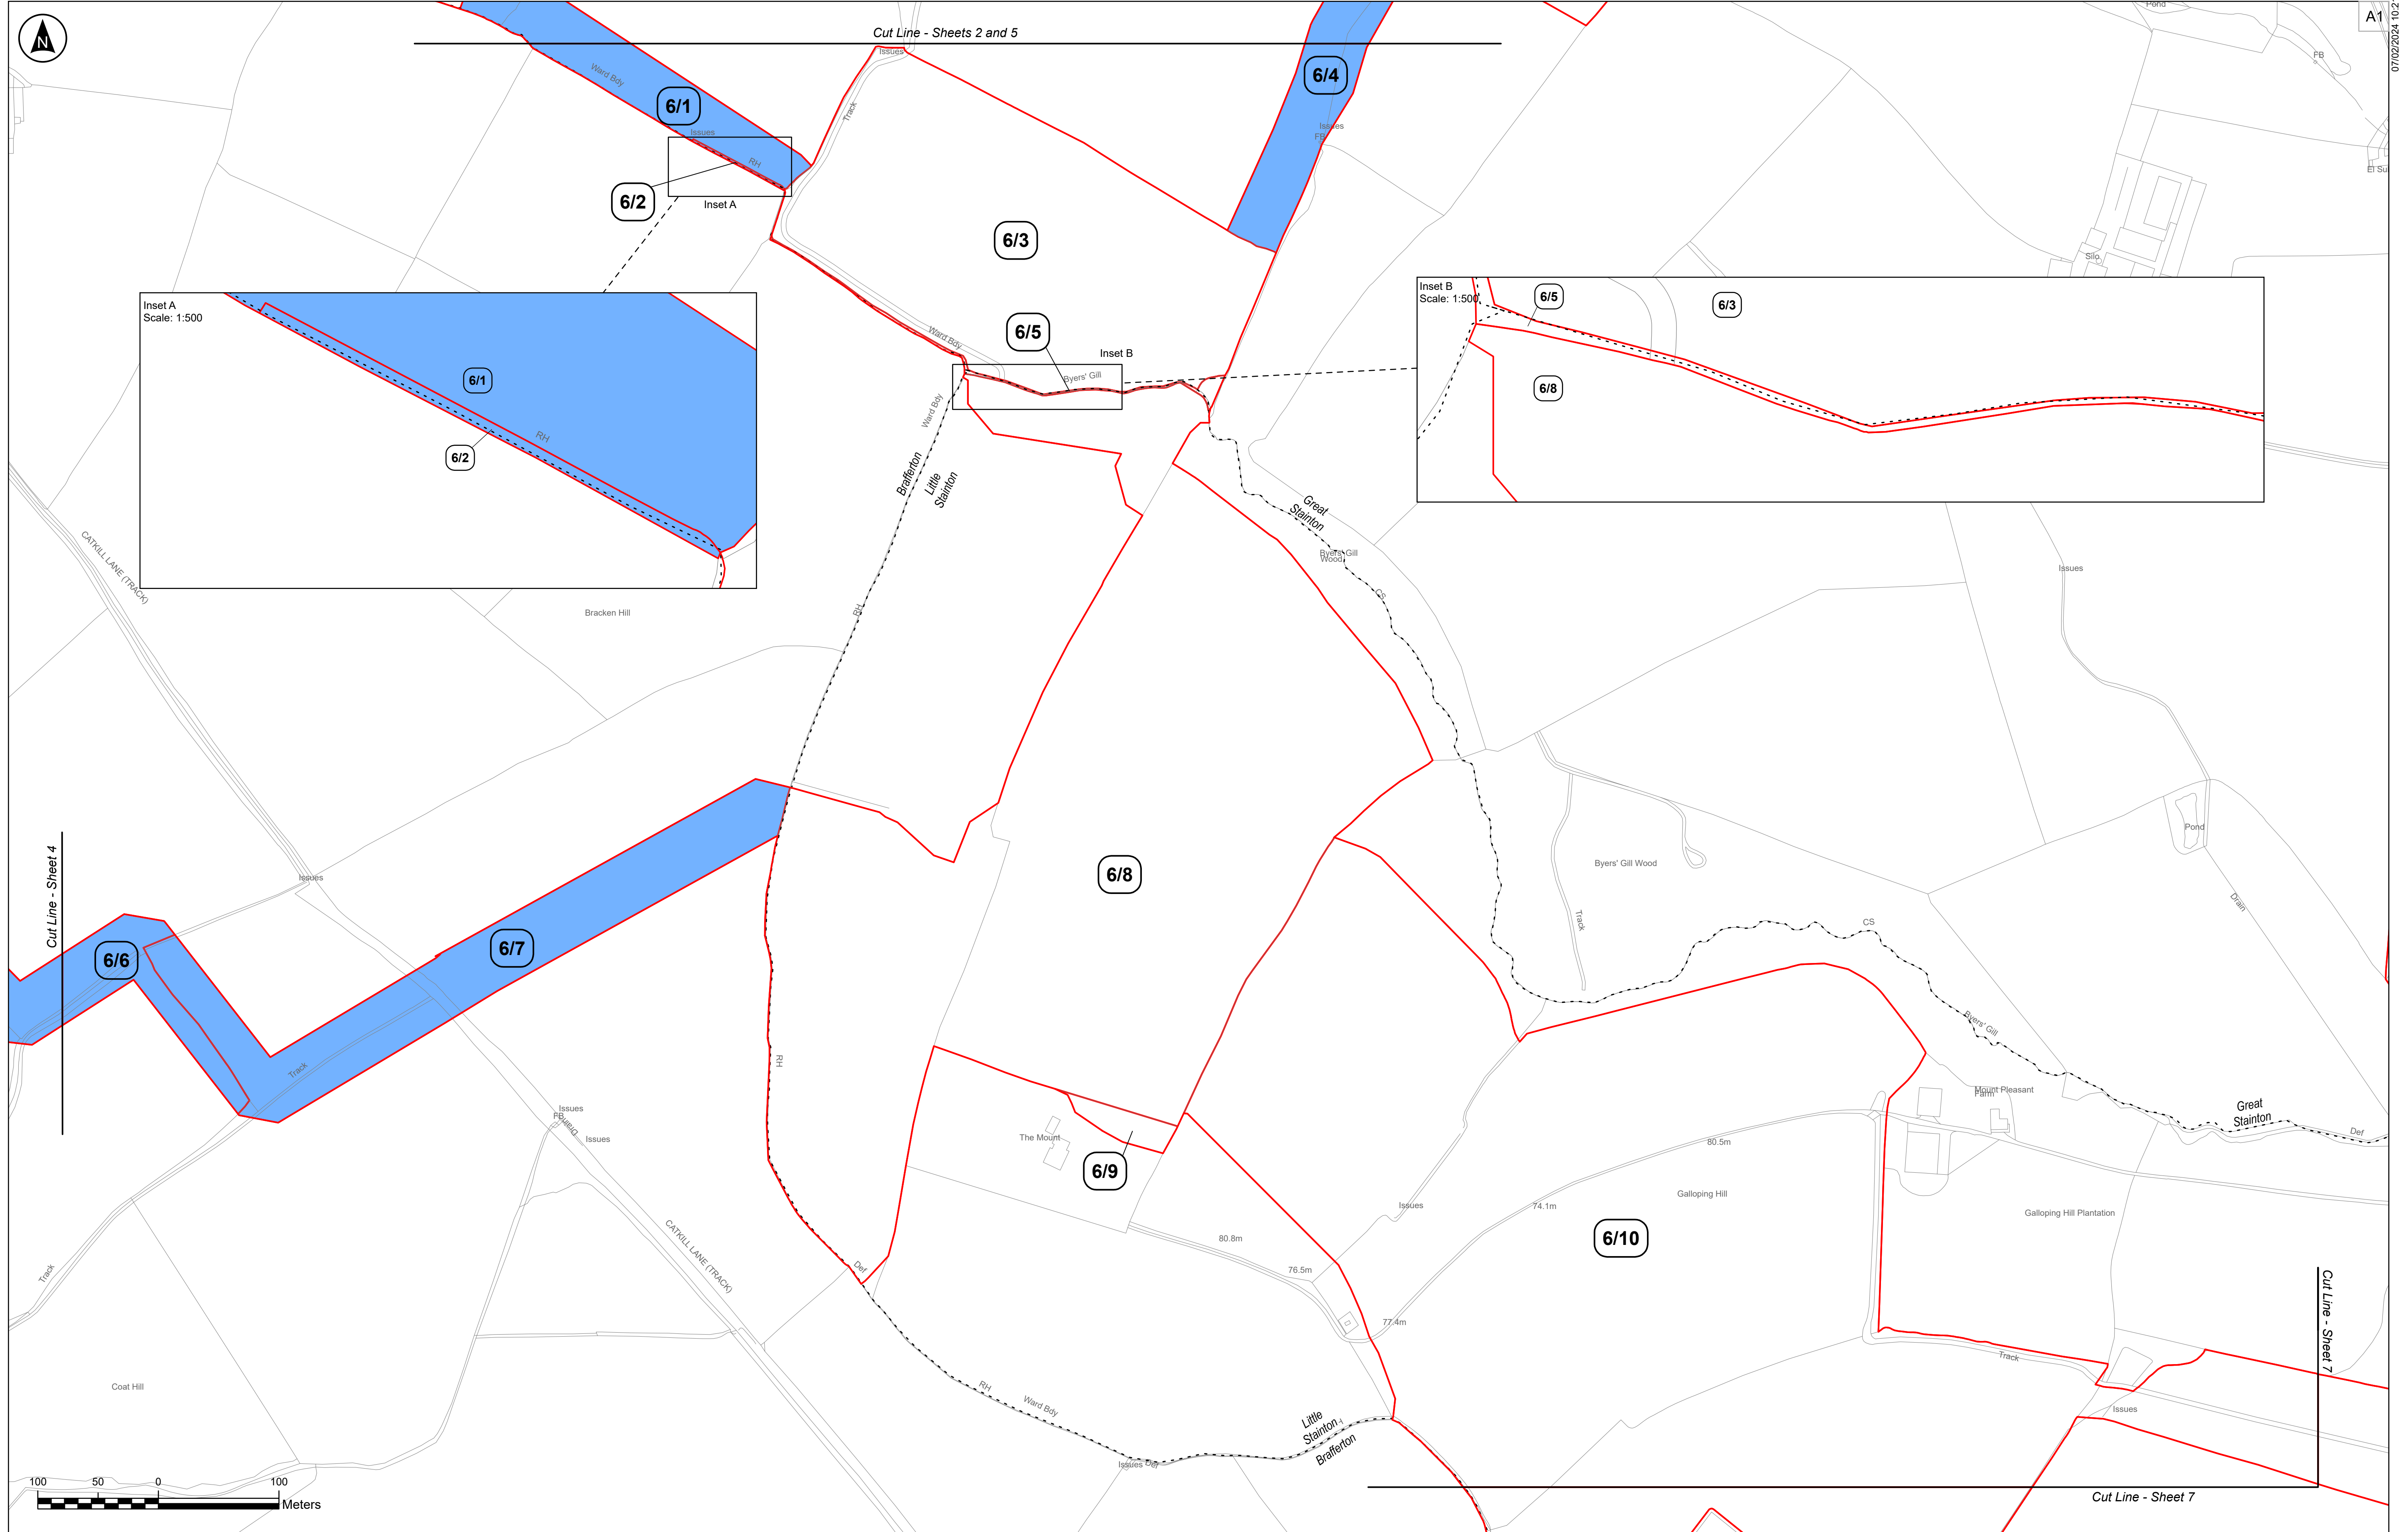 N
Cut Line - Sheets 2 and 5
A1
Pond
FB
Issues
Ward Bdy
6/1
Issues
RH
Track
6/4
Issues
FB
6/2
Inset A
6/3
Silo
Inset A
Scale: 1:500
6/1
RH
6/2
Ward Bdy
6/5
Inset B
Byers' Gill
Inset B
Scale: 1:500
6/5
6/3
6/8
Ward Bdy
Brafferton
Little
Stainton
Great
Stainton
Byers' Gill
Wood
CS
CATKILL LANE (TRACK)
Bracken Hill
RH
Issues
Pond
Drain
Cut Line - Sheet 4
Issues
6/6
6/7
Track
6/8
Byers' Gill Wood
Track
CS
Byers' Gill
RH
Issues
FB
Drain
Issues
The Mount
6/9
Mount Pleasant
Farm
Great
Stainton
Def
80.5m
Galloping Hill
Issues
74.1m
Galloping Hill Plantation
6/10
80.8m
76.5m
77.4m
CATKILL LANE (TRACK)
Def
Track
Coat Hill
RH
Ward Bdy
Little
Stainton
Brafferton
Issues
Def
Track
Issues
Cut Line - Sheet 7
Cut Line - Sheet 7
100 50 0 100
Meters